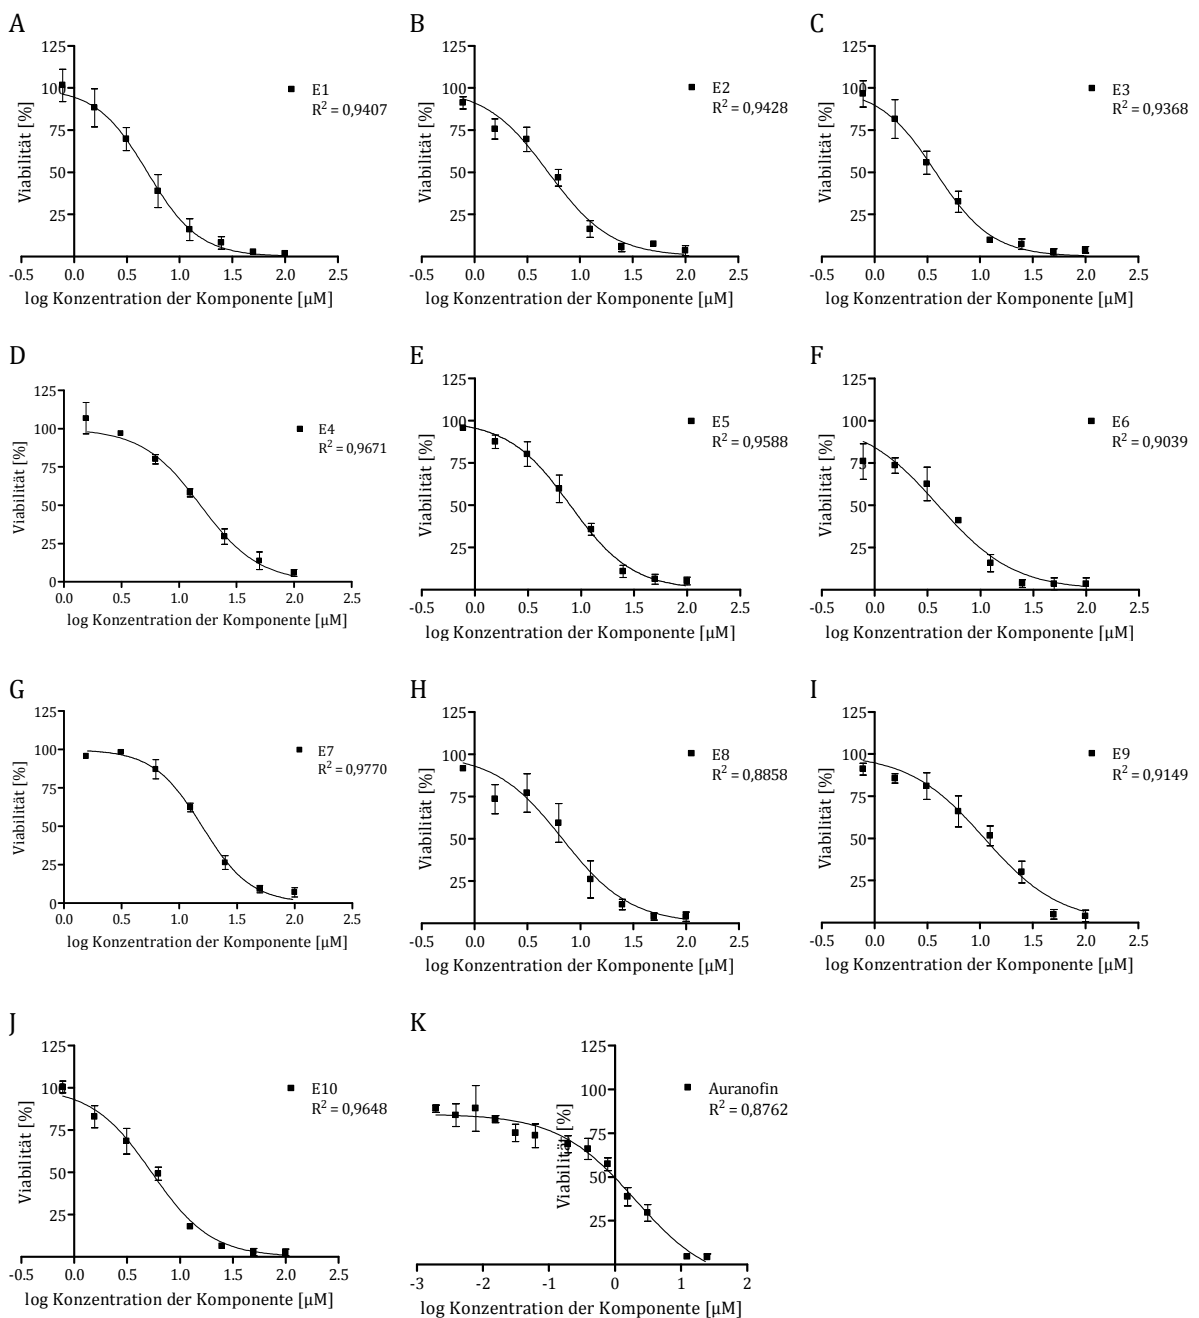 A
125
100
75
50
25
Viabilität [%]
E1
R² = 0,9407
-0.5 0.0 0.5 1.0 1.5 2.0 2.5
log Konzentration der Komponente [µM]
B
125
100
75
50
25
Viabilität [%]
E2
R² = 0,9428
-0.5 0.0 0.5 1.0 1.5 2.0 2.5
log Konzentration der Komponente [µM]
C
125
100
75
50
25
Viabilität [%]
E3
R² = 0,9368
-0.5 0.0 0.5 1.0 1.5 2.0 2.5
log Konzentration der Komponente [µM]
D
125
100
75
50
25
0
Viabilität [%]
E4
R² = 0,9671
0.0 0.5 1.0 1.5 2.0 2.5
log Konzentration der Komponente [µM]
E
125
100
75
50
25
Viabilität [%]
E5
R² = 0,9588
-0.5 0.0 0.5 1.0 1.5 2.0 2.5
log Konzentration der Komponente [µM]
F
125
100
75
50
25
Viabilität [%]
E6
R² = 0,9039
-0.5 0.0 0.5 1.0 1.5 2.0 2.5
log Konzentration der Komponente [µM]
G
125
100
75
50
25
0
Viabilität [%]
E7
R² = 0,9770
0.0 0.5 1.0 1.5 2.0 2.5
log Konzentration der Komponente [µM]
H
125
100
75
50
25
Viabilität [%]
E8
R² = 0,8858
-0.5 0.0 0.5 1.0 1.5 2.0 2.5
log Konzentration der Komponente [µM]
I
125
100
75
50
25
Viabilität [%]
E9
R² = 0,9149
-0.5 0.0 0.5 1.0 1.5 2.0 2.5
log Konzentration der Komponente [µM]
J
125
100
75
50
25
Viabilität [%]
E10
R² = 0,9648
-0.5 0.0 0.5 1.0 1.5 2.0 2.5
log Konzentration der Komponente [µM]
K
125
100
75
50
25
Viabilität [%]
Auranofin
R² = 0,8762
-3 -2 -1 0 1 2
log Konzentration der Komponente [µM]